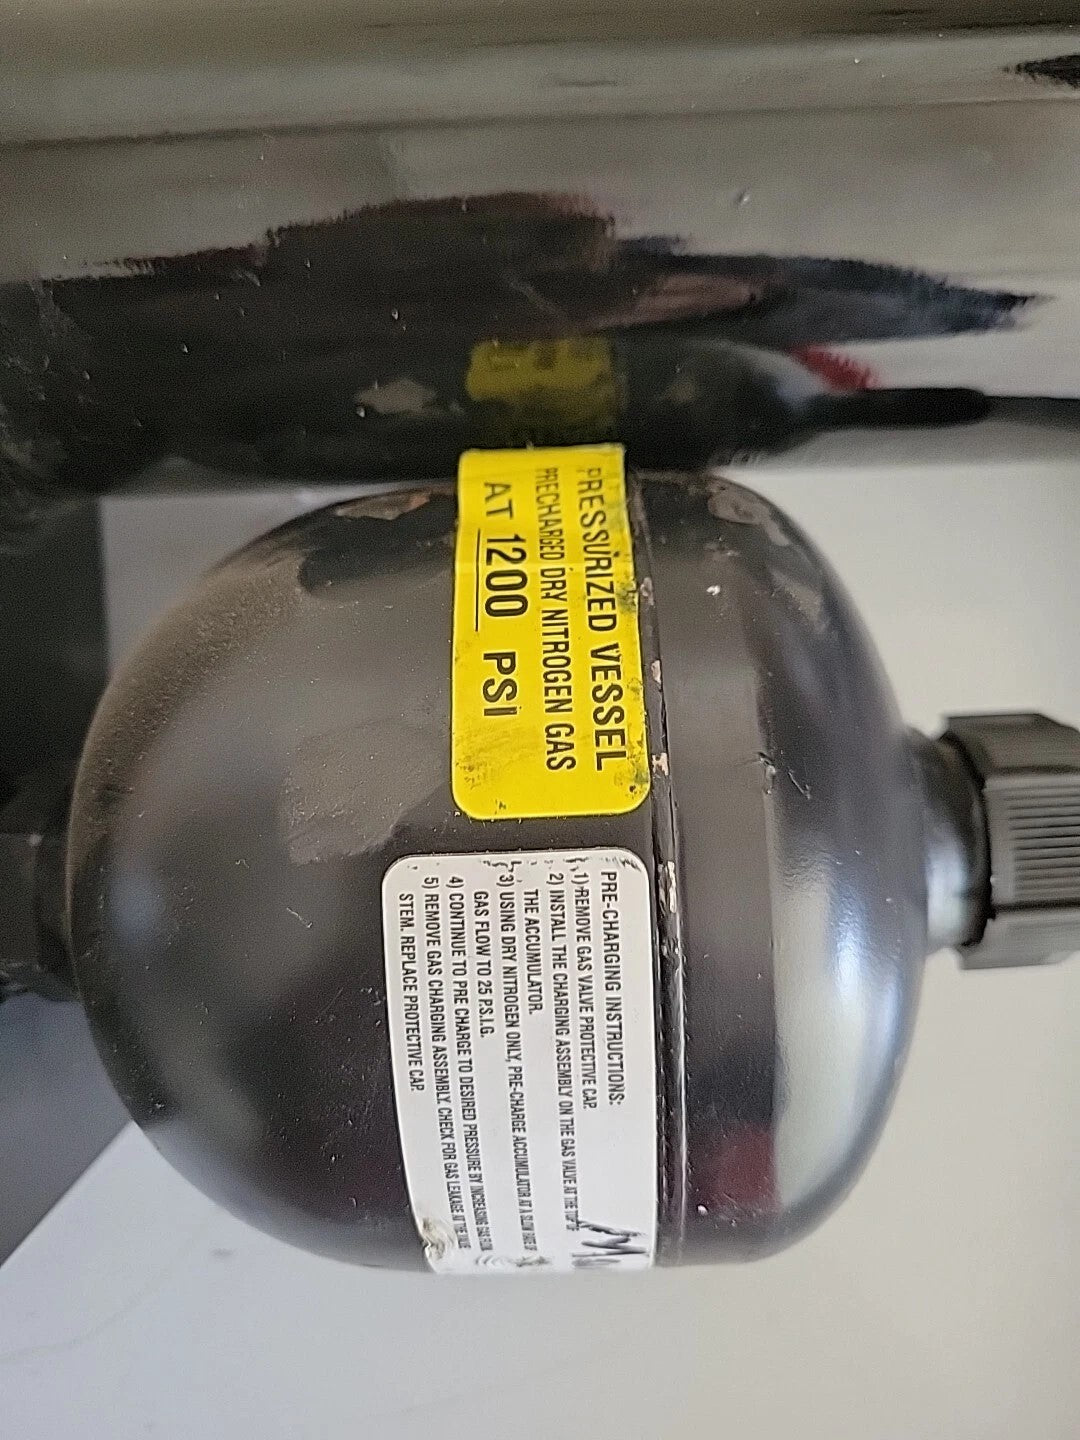 PRESSURIZED VESSEL
PRECHARGED DRY NITROGEN GAS
AT 1200 PSI
PRE-CHARGING INSTRUCTIONS:
1) REMOVE GAS VALVE PROTECTIVE CAP.
2) INSTALL THE CHARGING ASSEMBLY ON THE GAS VALVE AT THE TOP OF
THE ACCUMULATOR.
3) USING DRY NITROGEN ONLY, PRE-CHARGE ACCUMULATOR AT A SLOW RATE OF
GAS FLOW TO 25 P.S.I.G.
4) CONTINUE TO PRE CHARGE TO DESIRED PRESSURE BY INCREASING GAS FLOW
5) REMOVE GAS CHARGING ASSEMBLY. CHECK FOR GAS LEAKAGE AT THE VALVE
STEM. REPLACE PROTECTIVE CAP.